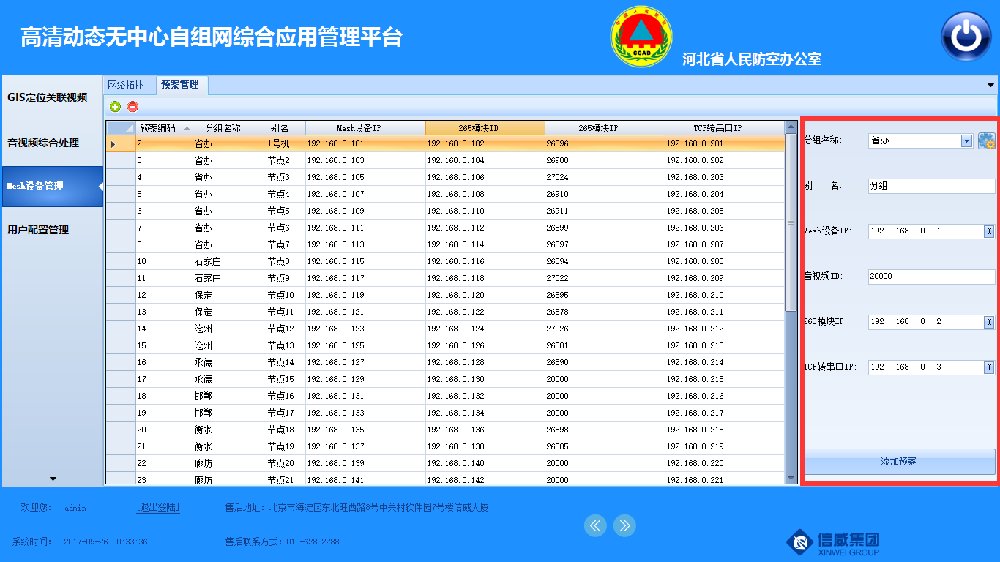 高清动态无中心自组网综合应用管理平台
中国人民防空
CCAD
河北省人民防空办公室
GIS定位关联视频
音视频综合处理
Mesh设备管理
用户配置管理
网络拓扑 预案管理
预案编码 分组名称 别名 Mesh设备IP 265模块ID 265模块IP TCP转串口IP
2 省办 1号机 192.168.0.101 192.168.0.102 26896 192.168.0.201
3 省办 节点2 192.168.0.103 192.168.0.104 26908 192.168.0.202
4 省办 节点3 192.168.0.105 192.168.0.106 27024 192.168.0.203
5 省办 节点4 192.168.0.107 192.168.0.108 26910 192.168.0.204
6 省办 节点5 192.168.0.109 192.168.0.110 26911 192.168.0.205
7 省办 节点6 192.168.0.111 192.168.0.112 26899 192.168.0.206
8 省办 节点7 192.168.0.113 192.168.0.114 26897 192.168.0.207
10 石家庄 节点8 192.168.0.115 192.168.0.116 26894 192.168.0.208
11 石家庄 节点9 192.168.0.117 192.168.0.118 27022 192.168.0.209
12 保定 节点10 192.168.0.119 192.168.0.120 26895 192.168.0.210
13 保定 节点11 192.168.0.121 192.168.0.122 26878 192.168.0.211
14 沧州 节点12 192.168.0.123 192.168.0.124 27026 192.168.0.212
15 沧州 节点13 192.168.0.125 192.168.0.126 26881 192.168.0.213
16 承德 节点14 192.168.0.127 192.168.0.128 26890 192.168.0.214
17 承德 节点15 192.168.0.129 192.168.0.130 20000 192.168.0.215
18 邯郸 节点16 192.168.0.131 192.168.0.132 20000 192.168.0.216
19 邯郸 节点17 192.168.0.133 192.168.0.134 20000 192.168.0.217
20 衡水 节点18 192.168.0.135 192.168.0.136 26898 192.168.0.218
21 衡水 节点19 192.168.0.137 192.168.0.138 26885 192.168.0.219
22 廊坊 节点20 192.168.0.139 192.168.0.140 20000 192.168.0.220
23 廊坊 节点21 192.168.0.141 192.168.0.142 20000 192.168.0.221
分组名称: 省办
别 名: 分组
Mesh设备IP: 192 . 168 . 0 . 1
音视频ID: 20000
265模块IP: 192 . 168 . 0 . 2
TCP转串口IP: 192 . 168 . 0 . 3
添加预案
欢迎您: admin [退出登陆] 售后地址: 北京市海淀区东北旺西路8号中关村软件园7号楼信威大厦
系统时间: 2017-09-26 00:33:36 售后联系方式: 010-62802288
信威集团
XINWEI GROUP